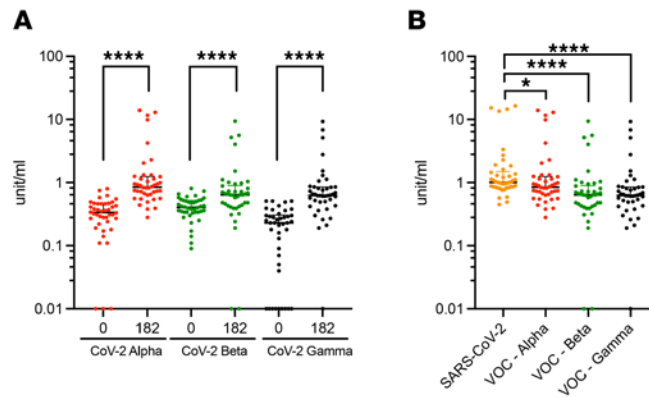 A
B
**** **** ****
****
****
*
unit/ml
100
10
1
0.1
0.01
0 182 0 182 0 182
CoV-2 Alpha CoV-2 Beta CoV-2 Gamma
unit/ml
100
10
1
0.1
0.01
SARS-CoV-2
VOC - Alpha
VOC - Beta
VOC - Gamma